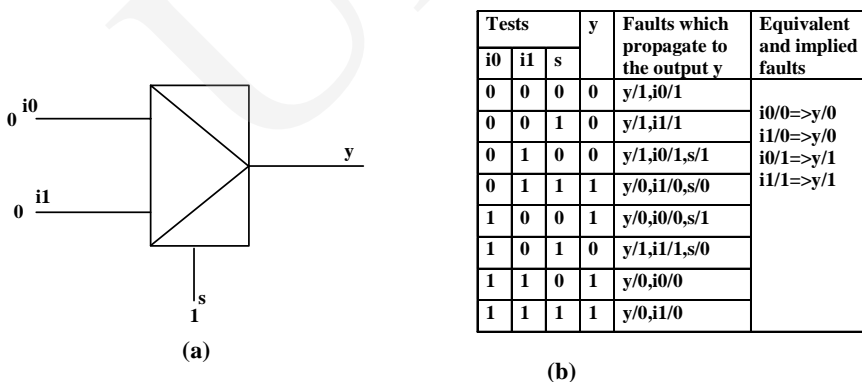 i0
0
y
i1
0
s
1
(a)
Tests y Faults which propagate to the output y Equivalent and implied faults
i0 i1 s
0 0 0 0 y/1,i0/1
0 0 1 0 y/1,i1/1
0 1 0 0 y/1,i0/1,s/1
0 1 1 1 y/0,i1/0,s/0
1 0 0 1 y/0,i0/0,s/1
1 0 1 0 y/1,i1/1,s/0
1 1 0 1 y/0,i0/0
1 1 1 1 y/0,i1/0
i0/0=>y/0
i1/0=>y/0
i0/1=>y/1
i1/1=>y/1
(b)